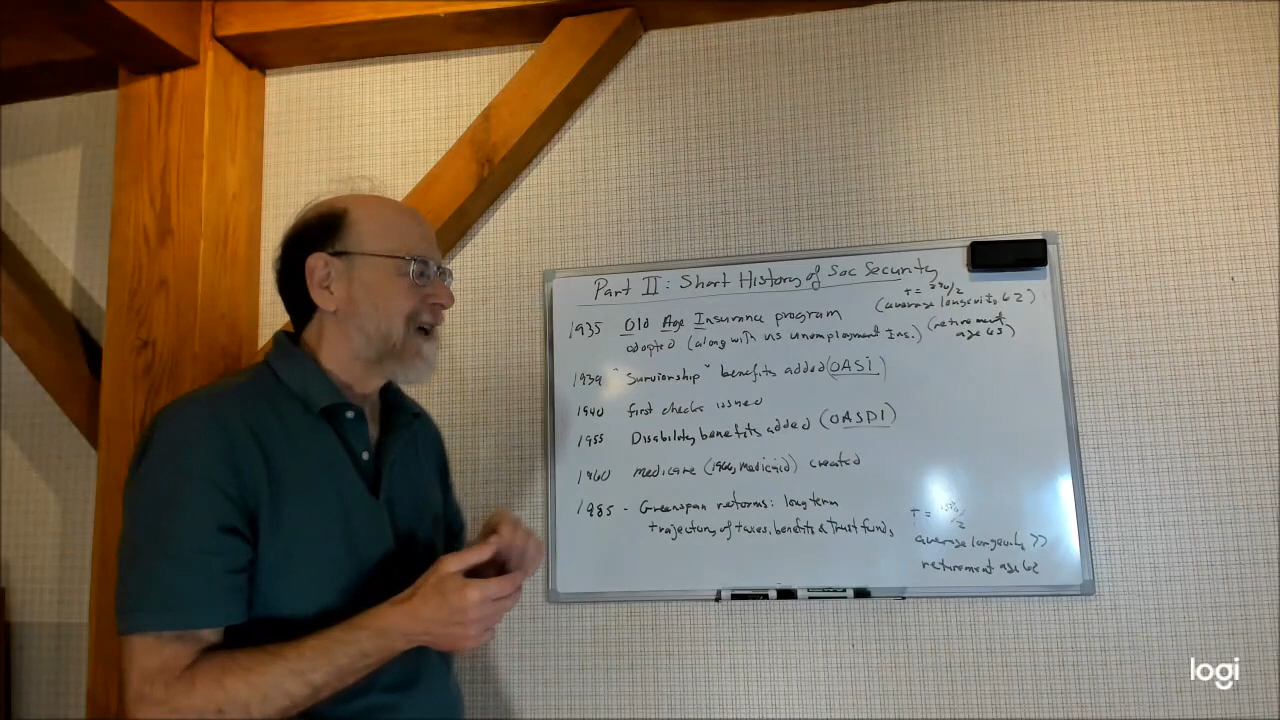 Part II: Short History of Soc Security
T = 2%/2
(average longevity 62)
1935 Old Age Insurance program
adopted (along with US unemployment Ins.) (retirement age 65)
1939 "Survivorship" benefits added (OASI)
1940 first checks issued
1955 Disability benefits added (OASDI)
1960 medicare (1966, Medicaid) created
1985 - Greenspan reforms: long term
trajectory of taxes, benefits & trust funds
T = /2
average longevity >>
retirement age 62
logi